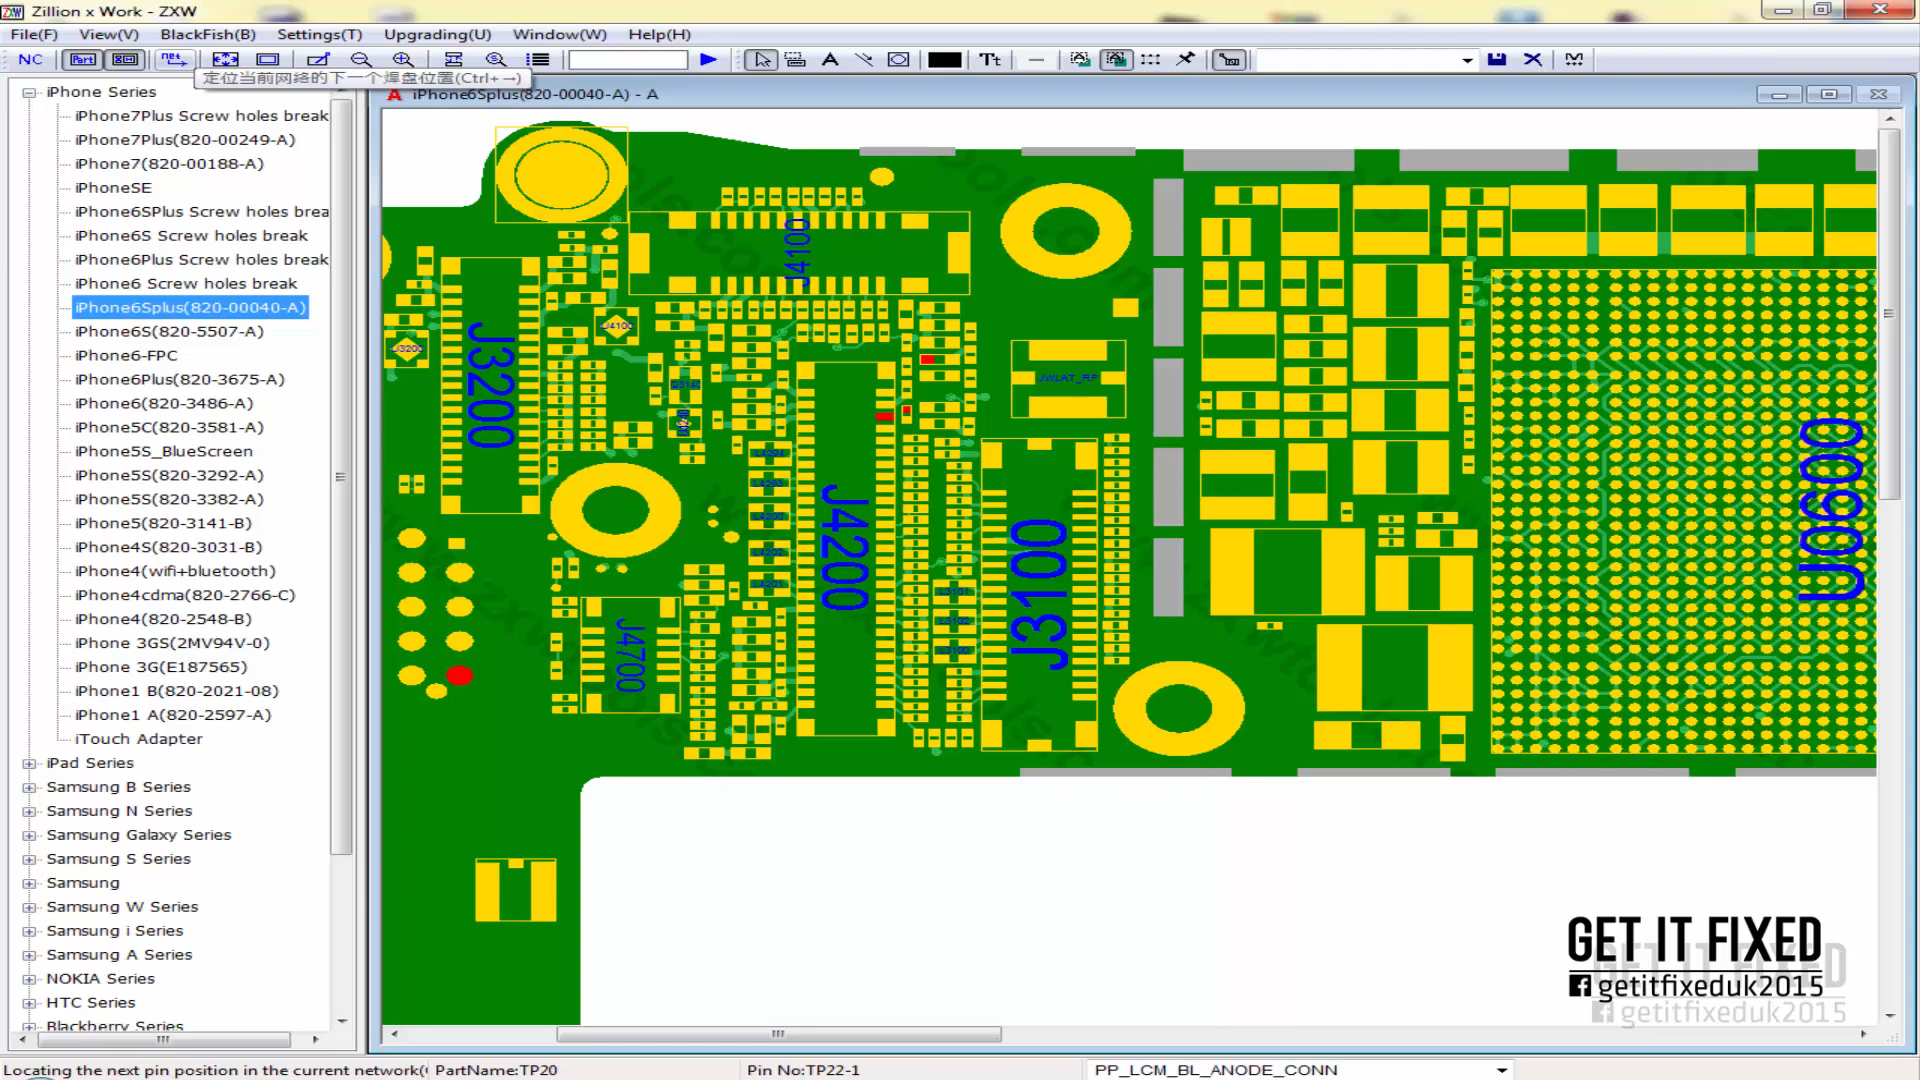 Zillion x Work - ZXW
File(F) View(V) BlackFish(B) Settings(T) Upgrading(U) Window(W) Help(H)
NC Part net Tt
定位当前网络的下一个焊盘位置(Ctrl+→)
iPhone6Splus(820-00040-A) - A
iPhone Series
iPhone7Plus Screw holes break
iPhone7Plus(820-00249-A)
iPhone7(820-00188-A)
iPhoneSE
iPhone6SPlus Screw holes brea
iPhone6S Screw holes break
iPhone6Plus Screw holes break
iPhone6 Screw holes break
iPhone6Splus(820-00040-A)
iPhone6S(820-5507-A)
iPhone6-FPC
iPhone6Plus(820-3675-A)
iPhone6(820-3486-A)
iPhone5C(820-3581-A)
iPhone5S_BlueScreen
iPhone5S(820-3292-A)
iPhone5S(820-3382-A)
iPhone5(820-3141-B)
iPhone4S(820-3031-B)
iPhone4(wifi+bluetooth)
iPhone4cdma(820-2766-C)
iPhone4(820-2548-B)
iPhone 3GS(2MV94V-0)
iPhone 3G(E187565)
iPhone1 B(820-2021-08)
iPhone1 A(820-2597-A)
iTouch Adapter
iPad Series
Samsung B Series
Samsung N Series
Samsung Galaxy Series
Samsung S Series
Samsung
Samsung W Series
Samsung i Series
Samsung A Series
NOKIA Series
HTC Series
Blackberry Series
J4100
J3200
J4200
J3100
J4700
U0600
GET IT FIXED
getitfixeduk2015
Locating the next pin position in the current network( PartName:TP20 Pin No:TP22-1 PP_LCM_BL_ANODE_CONN